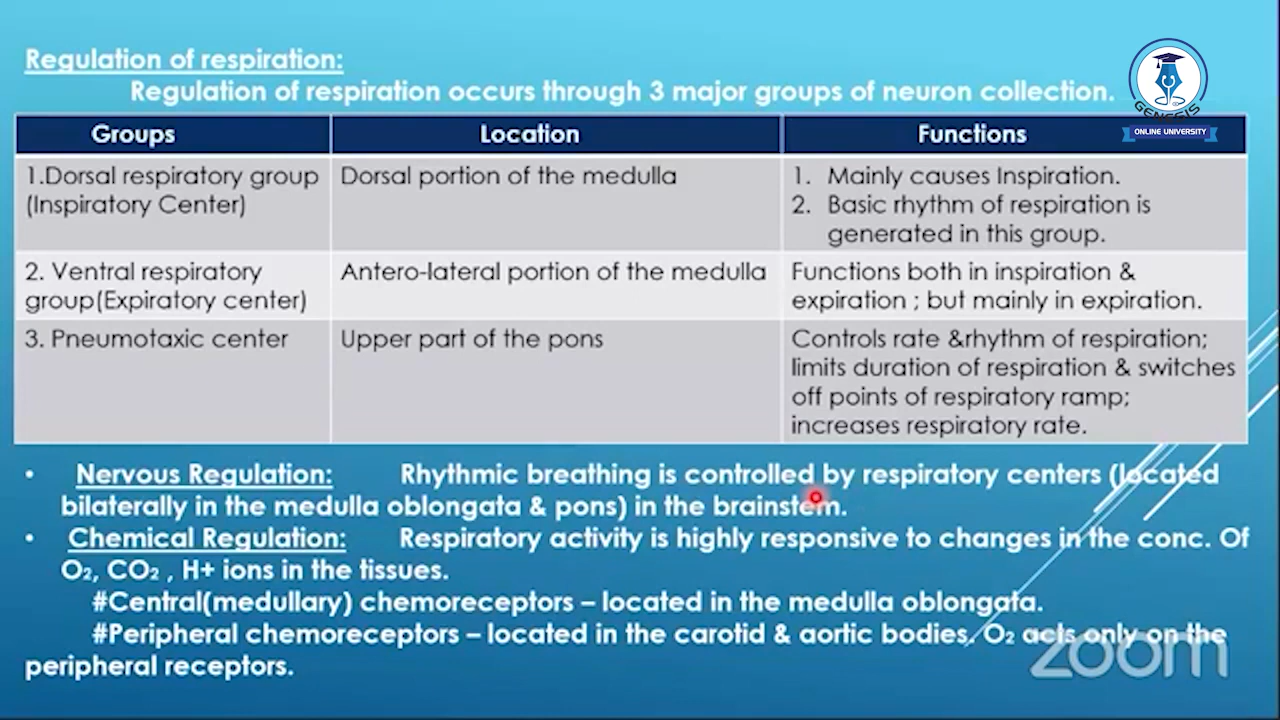 Regulation of respiration:
Regulation of respiration occurs through 3 major groups of neuron collection.
GENESIS
ONLINE UNIVERSITY
Groups Location Functions
1.Dorsal respiratory group
(Inspiratory Center)
Dorsal portion of the medulla
1. Mainly causes Inspiration.
2. Basic rhythm of respiration is
generated in this group.
2. Ventral respiratory
group(Expiratory center)
Antero-lateral portion of the medulla
Functions both in inspiration &
expiration ; but mainly in expiration.
3. Pneumotaxic center
Upper part of the pons
Controls rate &rhythm of respiration;
limits duration of respiration & switches
off points of respiratory ramp;
increases respiratory rate.
• Nervous Regulation: Rhythmic breathing is controlled by respiratory centers (located
bilaterally in the medulla oblongata & pons) in the brainstem.
• Chemical Regulation: Respiratory activity is highly responsive to changes in the conc. Of
O₂, CO₂ , H+ ions in the tissues.
#Central(medullary) chemoreceptors – located in the medulla oblongata.
#Peripheral chemoreceptors – located in the carotid & aortic bodies. O₂ acts only on the
peripheral receptors.
zoom